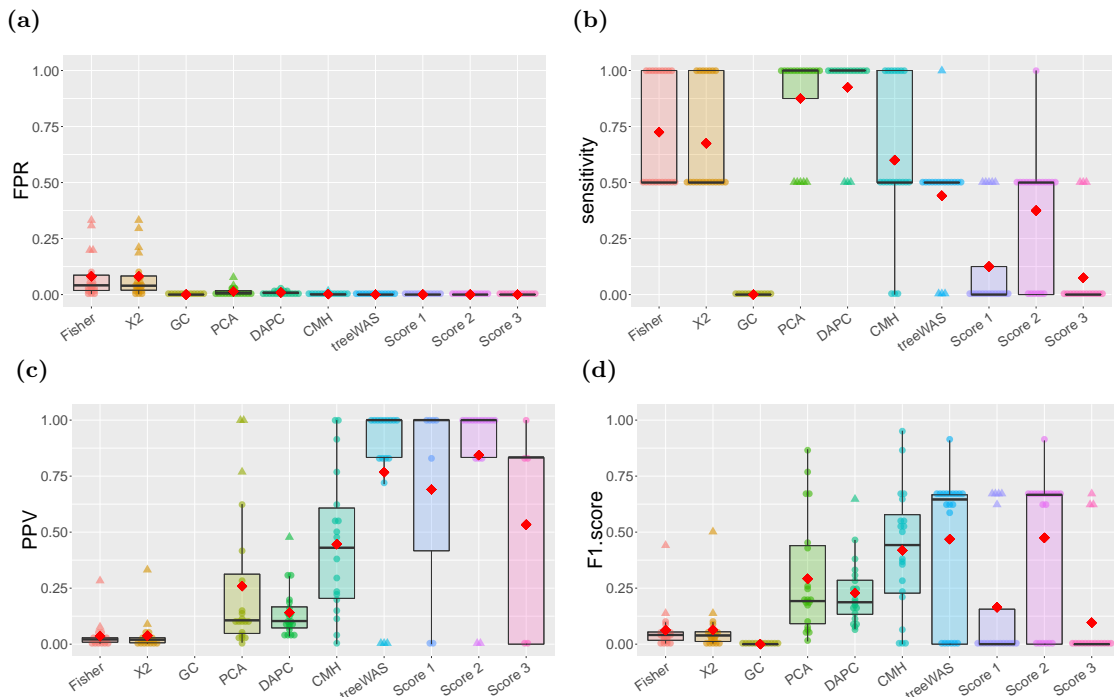 (a)
FPR
1.00
0.75
0.50
0.25
0.00
Fisher
X2
GC
PCA
DAPC
CMH
treeWAS
Score 1
Score 2
Score 3
(b)
sensitivity
1.00
0.75
0.50
0.25
0.00
Fisher
X2
GC
PCA
DAPC
CMH
treeWAS
Score 1
Score 2
Score 3
(c)
PPV
1.00
0.75
0.50
0.25
0.00
Fisher
X2
GC
PCA
DAPC
CMH
treeWAS
Score 1
Score 2
Score 3
(d)
F1.score
1.00
0.75
0.50
0.25
0.00
Fisher
X2
GC
PCA
DAPC
CMH
treeWAS
Score 1
Score 2
Score 3